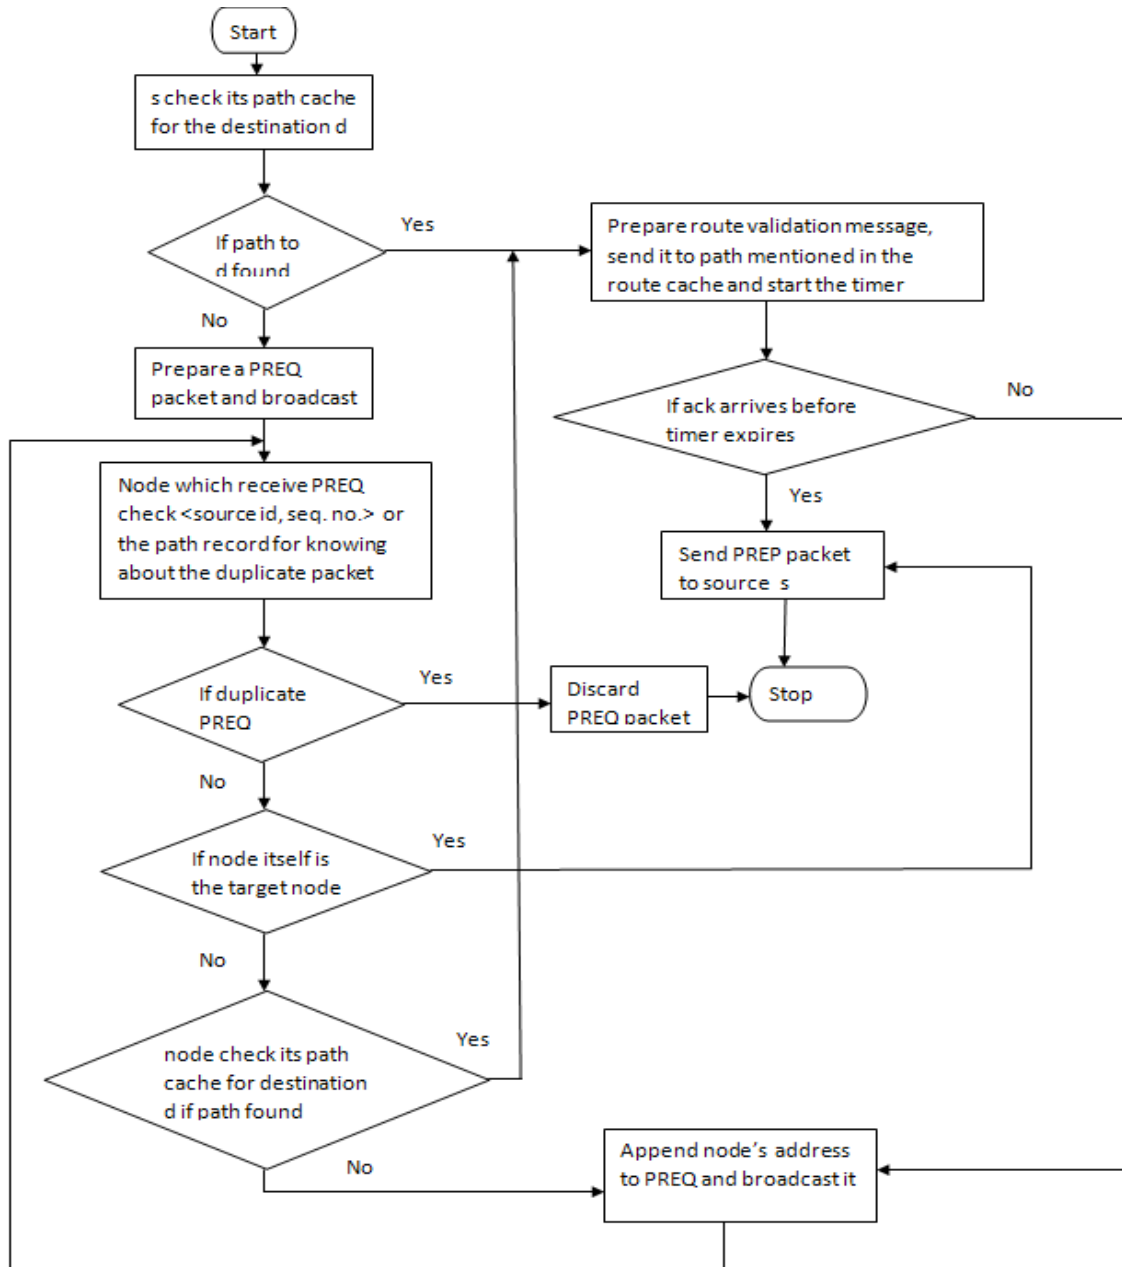 Start
s check its path cache
for the destination d
If path to
d found
Yes
No
Prepare route validation message,
send it to path mentioned in the
route cache and start the timer
Prepare a PREQ
packet and broadcast
If ack arrives before
timer expires
No
Yes
Node which receive PREQ
check <source id, seq. no.> or
the path record for knowing
about the duplicate packet
Send PREP packet
to source s
If duplicate
PREQ
Yes
No
Discard
PREQ packet
Stop
If node itself is
the target node
Yes
No
node check its path
cache for destination
d if path found
Yes
No
Append node's address
to PREQ and broadcast it